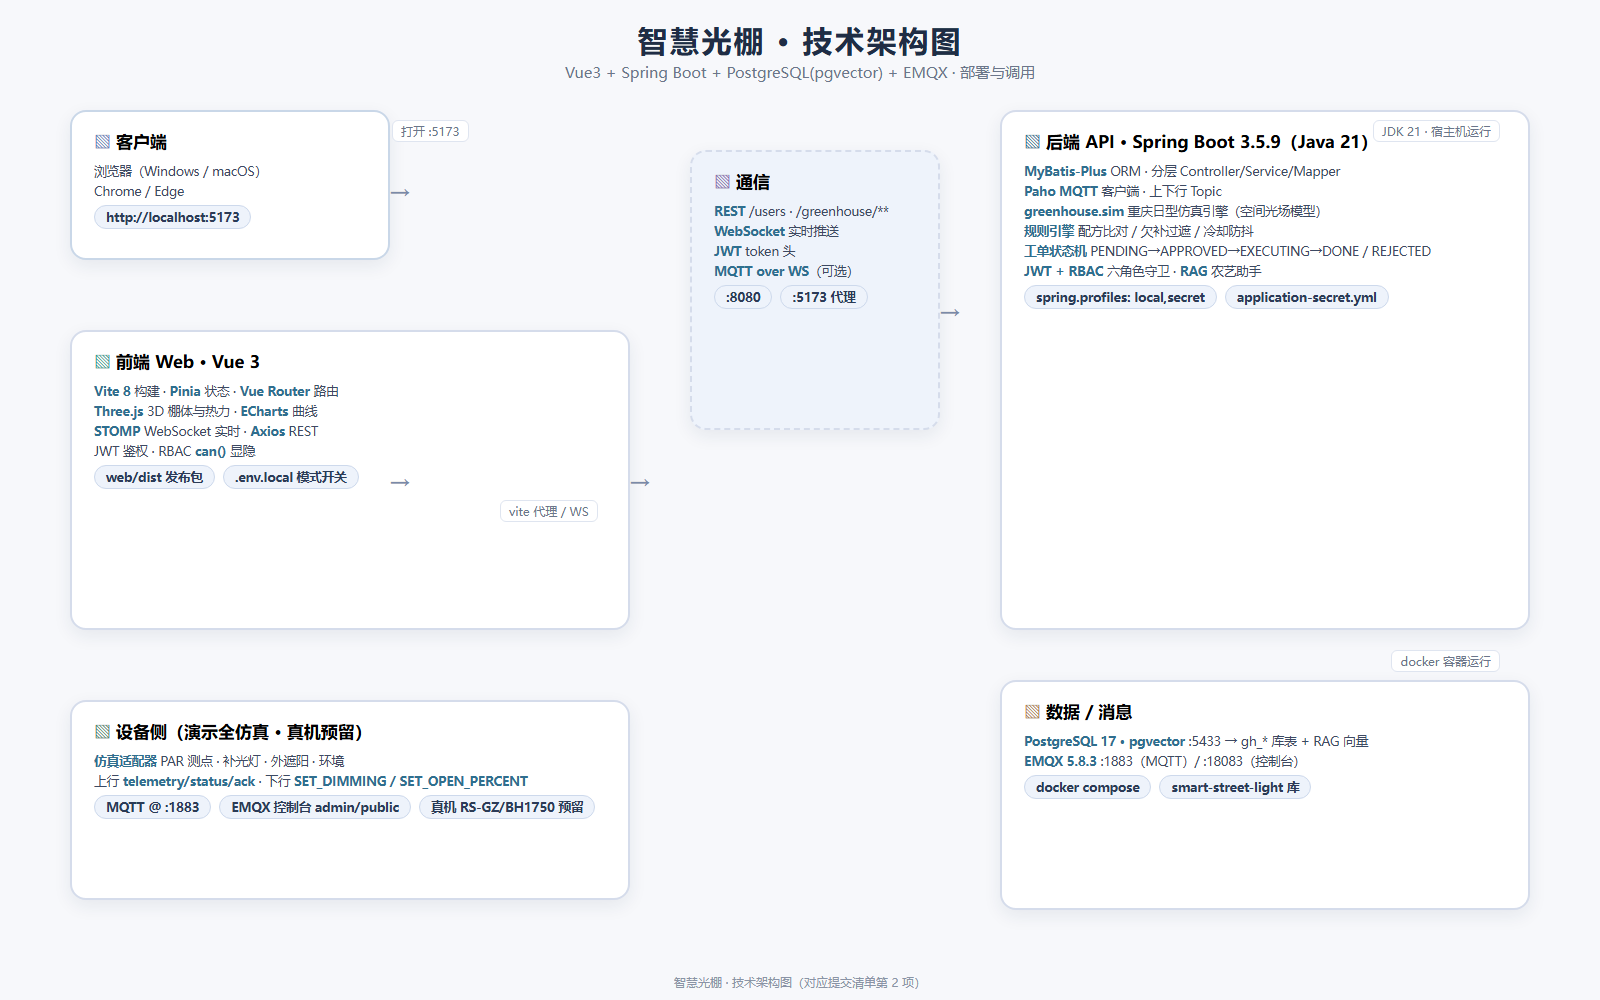 智慧光棚 · 技术架构图
Vue3 + Spring Boot + PostgreSQL(pgvector) + EMQX · 部署与调用
客户端
浏览器（Windows / macOS）
Chrome / Edge
http://localhost:5173
打开 :5173
→
前端 Web · Vue 3
Vite 8 构建 · Pinia 状态 · Vue Router 路由
Three.js 3D 棚体与热力 · ECharts 曲线
STOMP WebSocket 实时 · Axios REST
JWT 鉴权 · RBAC can() 显隐
web/dist 发布包 .env.local 模式开关
→
vite 代理 / WS
→
设备侧（演示全仿真 · 真机预留）
仿真适配器 PAR 测点 · 补光灯 · 外遮阳 · 环境
上行 telemetry/status/ack · 下行 SET_DIMMING / SET_OPEN_PERCENT
MQTT @ :1883 EMQX 控制台 admin/public 真机 RS-GZ/BH1750 预留
通信
REST /users · /greenhouse/**
WebSocket 实时推送
JWT token 头
MQTT over WS（可选）
:8080 :5173 代理
→
后端 API · Spring Boot 3.5.9（Java 21）
JDK 21 · 宿主机运行
MyBatis-Plus ORM · 分层 Controller/Service/Mapper
Paho MQTT 客户端 · 上下行 Topic
greenhouse.sim 重庆日型仿真引擎（空间光场模型）
规则引擎 配方比对 / 欠补过遮 / 冷却防抖
工单状态机 PENDING→APPROVED→EXECUTING→DONE / REJECTED
JWT + RBAC 六角色守卫 · RAG 农艺助手
spring.profiles: local,secret application-secret.yml
docker 容器运行
数据 / 消息
PostgreSQL 17 · pgvector :5433 → gh_* 库表 + RAG 向量
EMQX 5.8.3 :1883（MQTT）/ :18083（控制台）
docker compose smart-street-light 库
智慧光棚 · 技术架构图（对应提交清单第 2 项）